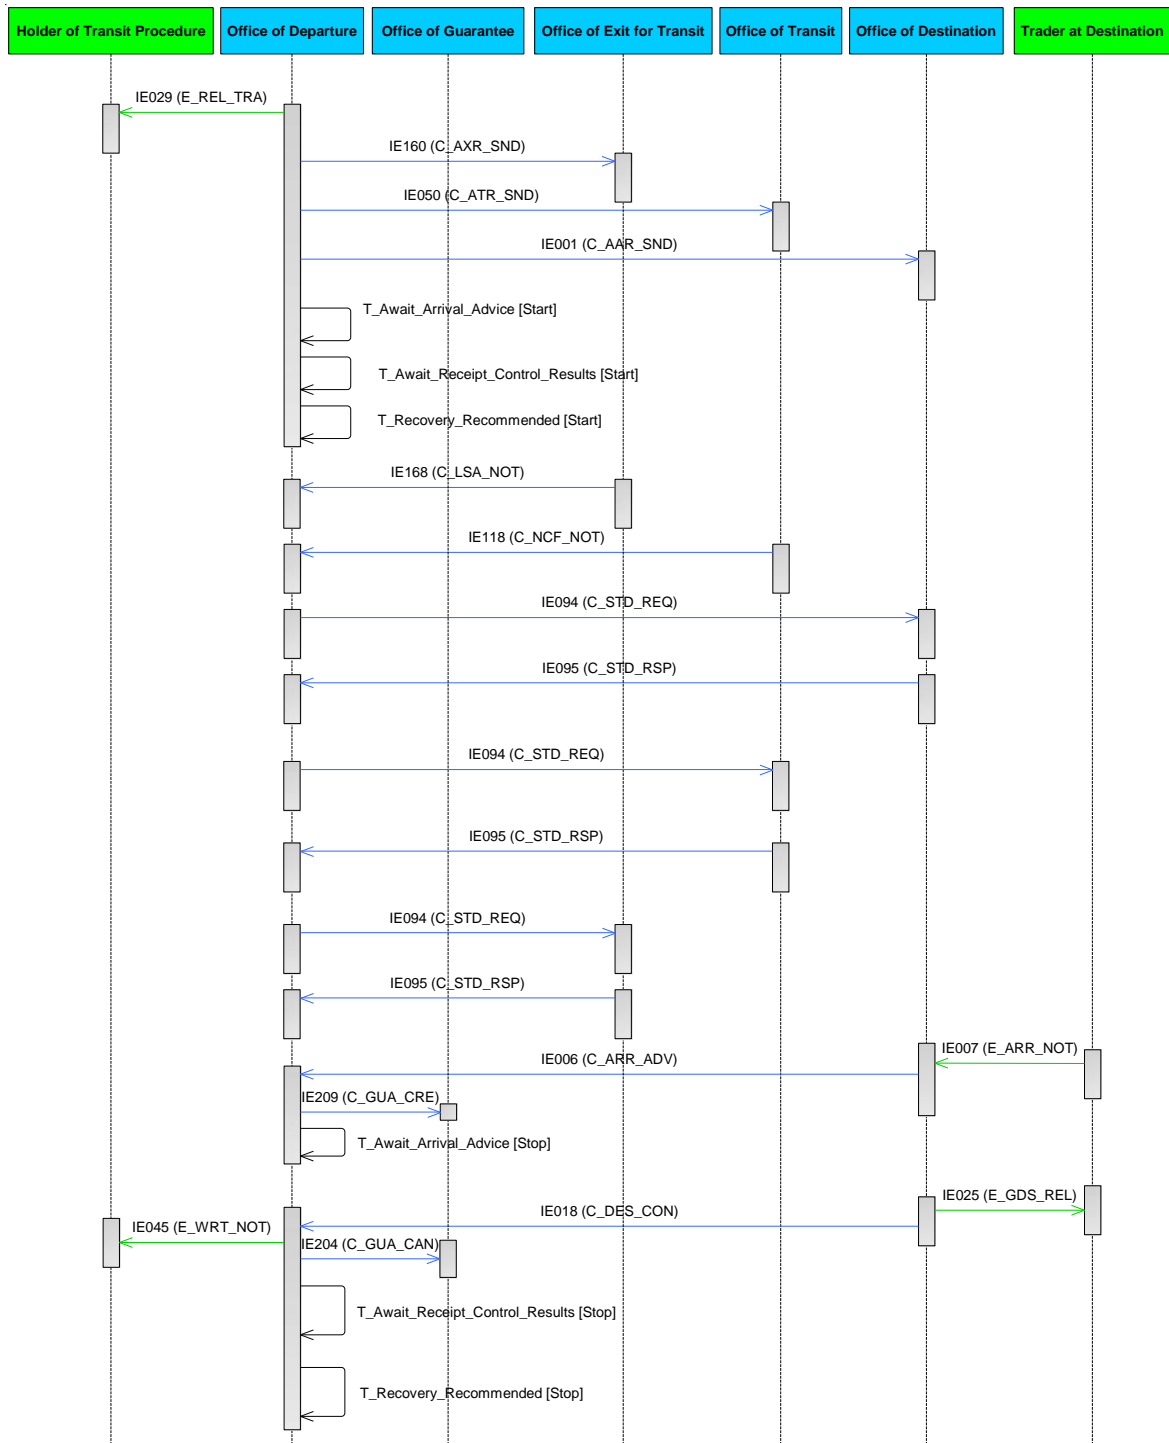 Holder of Transit Procedure
Office of Departure
Office of Guarantee
Office of Exit for Transit
Office of Transit
Office of Destination
Trader at Destination
IE029 (E_REL_TRA)
IE160 (C_AXR_SND)
IE050 (C_ATR_SND)
IE001 (C_AAR_SND)
T_Await_Arrival_Advice [Start]
T_Await_Receipt_Control_Results [Start]
T_Recovery_Recommended [Start]
IE168 (C_LSA_NOT)
IE118 (C_NCF_NOT)
IE094 (C_STD_REQ)
IE095 (C_STD_RSP)
IE094 (C_STD_REQ)
IE095 (C_STD_RSP)
IE094 (C_STD_REQ)
IE095 (C_STD_RSP)
IE007 (E_ARR_NOT)
IE006 (C_ARR_ADV)
IE209 (C_GUA_CRE)
T_Await_Arrival_Advice [Stop]
IE025 (E_GDS_REL)
IE018 (C_DES_CON)
IE045 (E_WRT_NOT)
IE204 (C_GUA_CAN)
T_Await_Receipt_Control_Results [Stop]
T_Recovery_Recommended [Stop]